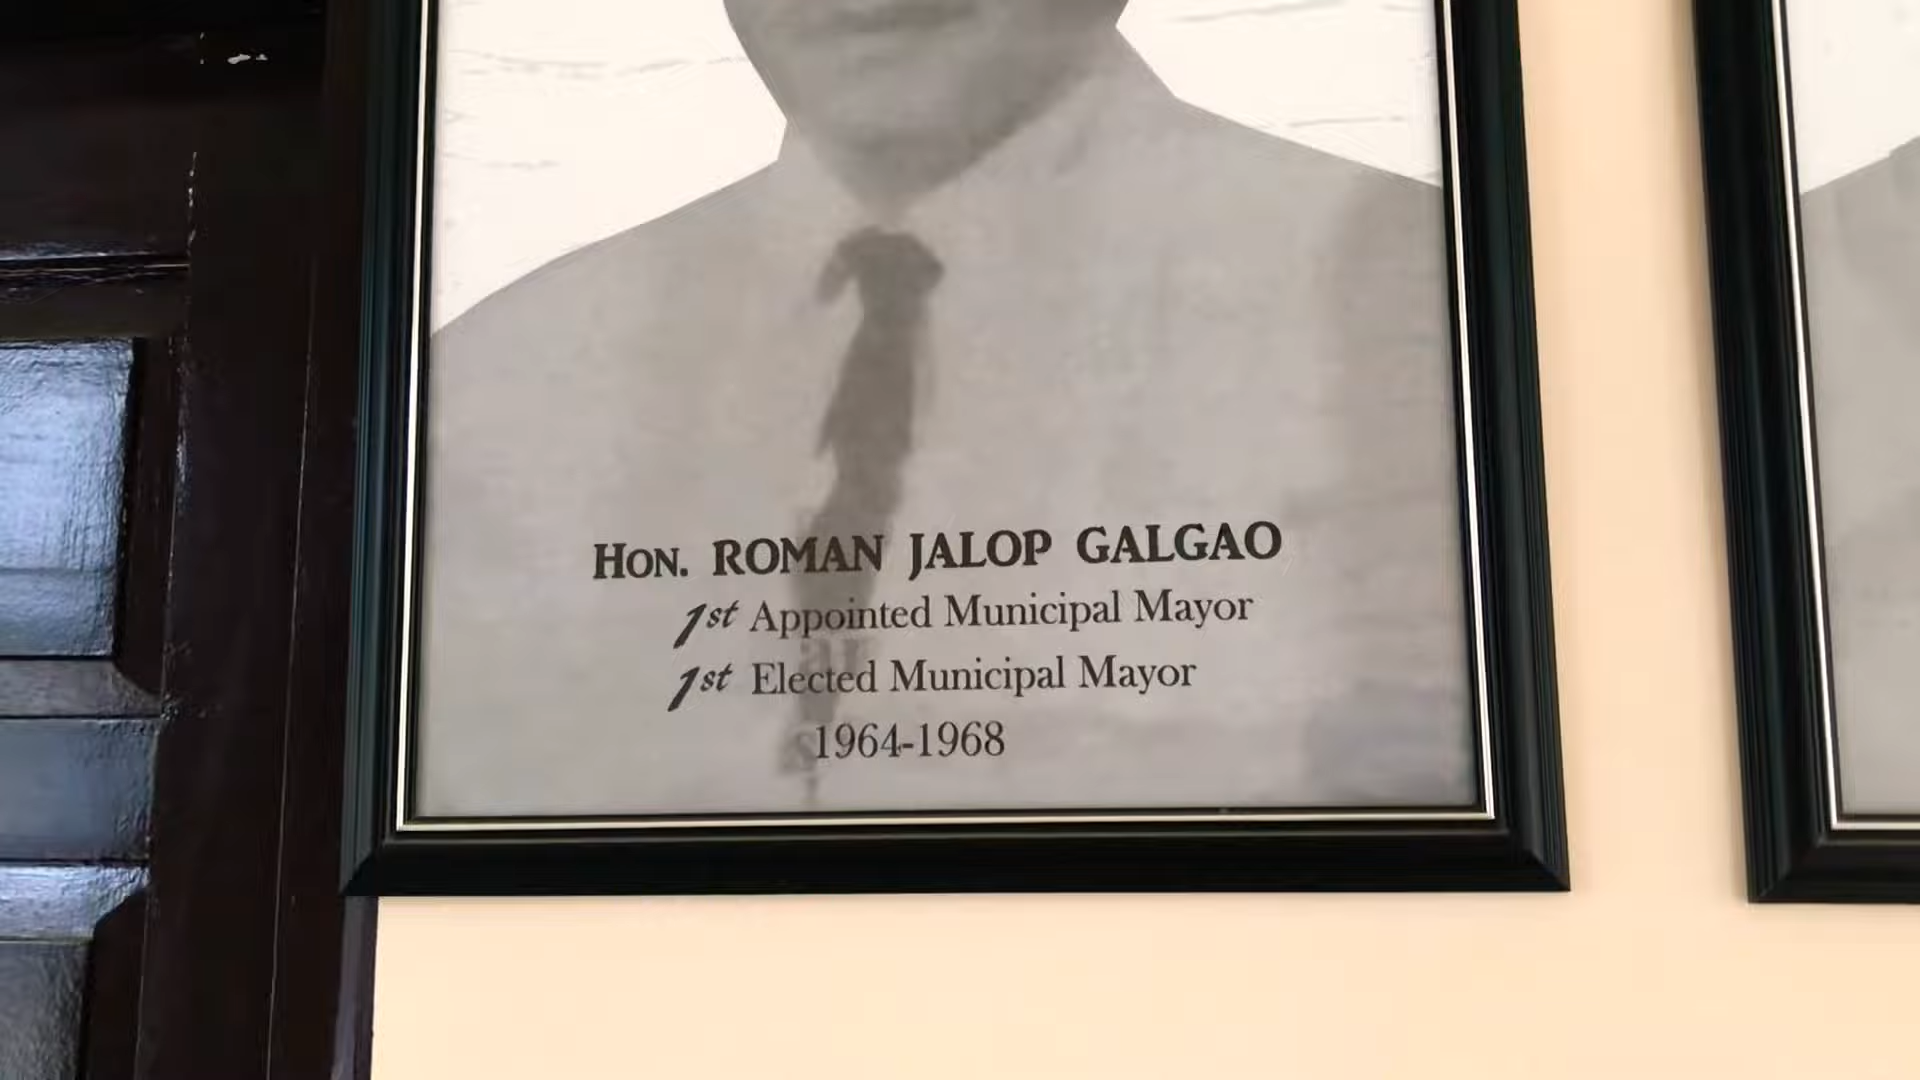 HON. ROMAN JALOP GALGAO
1st Appointed Municipal Mayor
1st Elected Municipal Mayor
1964-1968